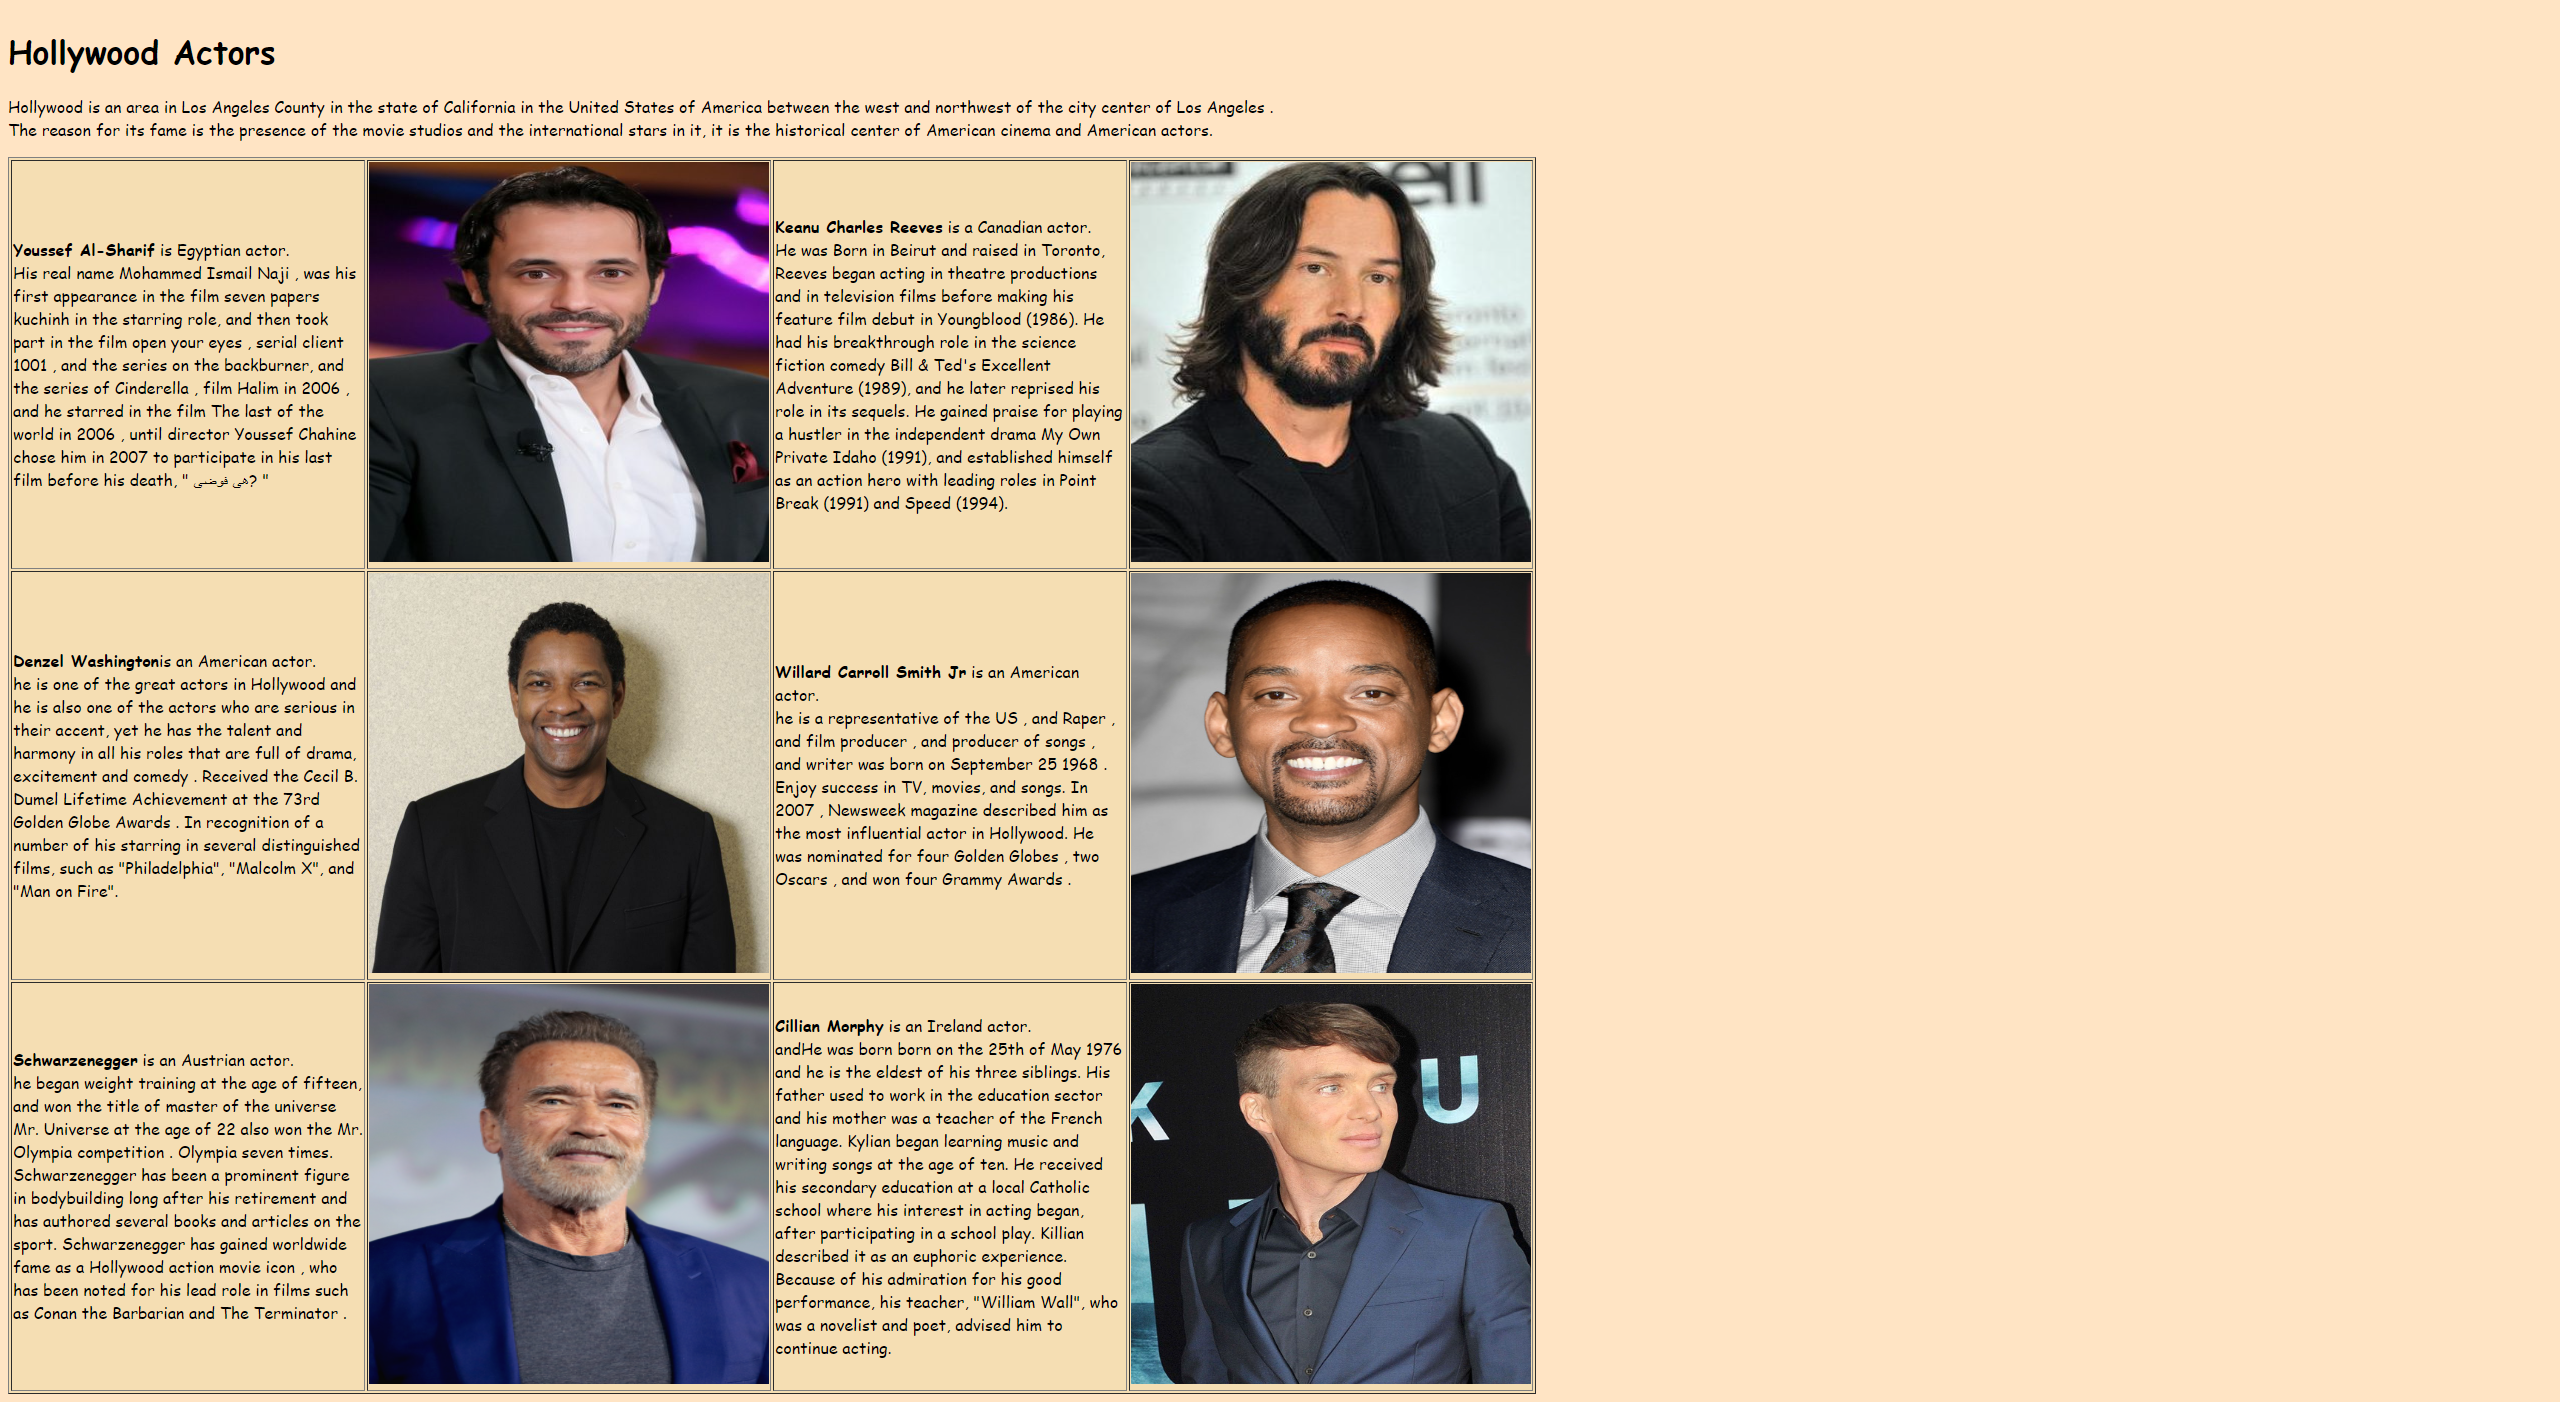 Hollywood Actors
Hollywood is an area in Los Angeles County in the state of California in the United States of America between the west and northwest of the city center of Los Angeles .
The reason for its fame is the presence of the movie studios and the international stars in it, it is the historical center of American cinema and American actors.
Youssef Al-Sharif is Egyptian actor.
His real name Mohammed Ismail Naji , was his
first appearance in the film seven papers
kuchinh in the starring role, and then took
part in the film open your eyes , serial client
1001 , and the series on the backburner, and
the series of Cinderella , film Halim in 2006 ,
and he starred in the film The last of the
world in 2006 , until director Youssef Chahine
chose him in 2007 to participate in his last
film before his death, " هى فوضى? "
Keanu Charles Reeves is a Canadian actor.
He was Born in Beirut and raised in Toronto,
Reeves began acting in theatre productions
and in television films before making his
feature film debut in Youngblood (1986). He
had his breakthrough role in the science
fiction comedy Bill & Ted's Excellent
Adventure (1989), and he later reprised his
role in its sequels. He gained praise for playing
a hustler in the independent drama My Own
Private Idaho (1991), and established himself
as an action hero with leading roles in Point
Break (1991) and Speed (1994).
Denzel Washingtonis an American actor.
he is one of the great actors in Hollywood and
he is also one of the actors who are serious in
their accent, yet he has the talent and
harmony in all his roles that are full of drama,
excitement and comedy . Received the Cecil B.
Dumel Lifetime Achievement at the 73rd
Golden Globe Awards . In recognition of a
number of his starring in several distinguished
films, such as "Philadelphia", "Malcolm X", and
"Man on Fire".
Willard Carroll Smith Jr is an American
actor.
he is a representative of the US , and Raper ,
and film producer , and producer of songs ,
and writer was born on September 25 1968 .
Enjoy success in TV, movies, and songs. In
2007 , Newsweek magazine described him as
the most influential actor in Hollywood. He
was nominated for four Golden Globes , two
Oscars , and won four Grammy Awards .
Schwarzenegger is an Austrian actor.
he began weight training at the age of fifteen,
and won the title of master of the universe
Mr. Universe at the age of 22 also won the Mr.
Olympia competition . Olympia seven times.
Schwarzenegger has been a prominent figure
in bodybuilding long after his retirement and
has authored several books and articles on the
sport. Schwarzenegger has gained worldwide
fame as a Hollywood action movie icon , who
has been noted for his lead role in films such
as Conan the Barbarian and The Terminator .
Cillian Morphy is an Ireland actor.
andHe was born born on the 25th of May 1976
and he is the eldest of his three siblings. His
father used to work in the education sector
and his mother was a teacher of the French
language. Kylian began learning music and
writing songs at the age of ten. He received
his secondary education at a local Catholic
school where his interest in acting began,
after participating in a school play. Killian
described it as an euphoric experience.
Because of his admiration for his good
performance, his teacher, "William Wall", who
was a novelist and poet, advised him to
continue acting.
U